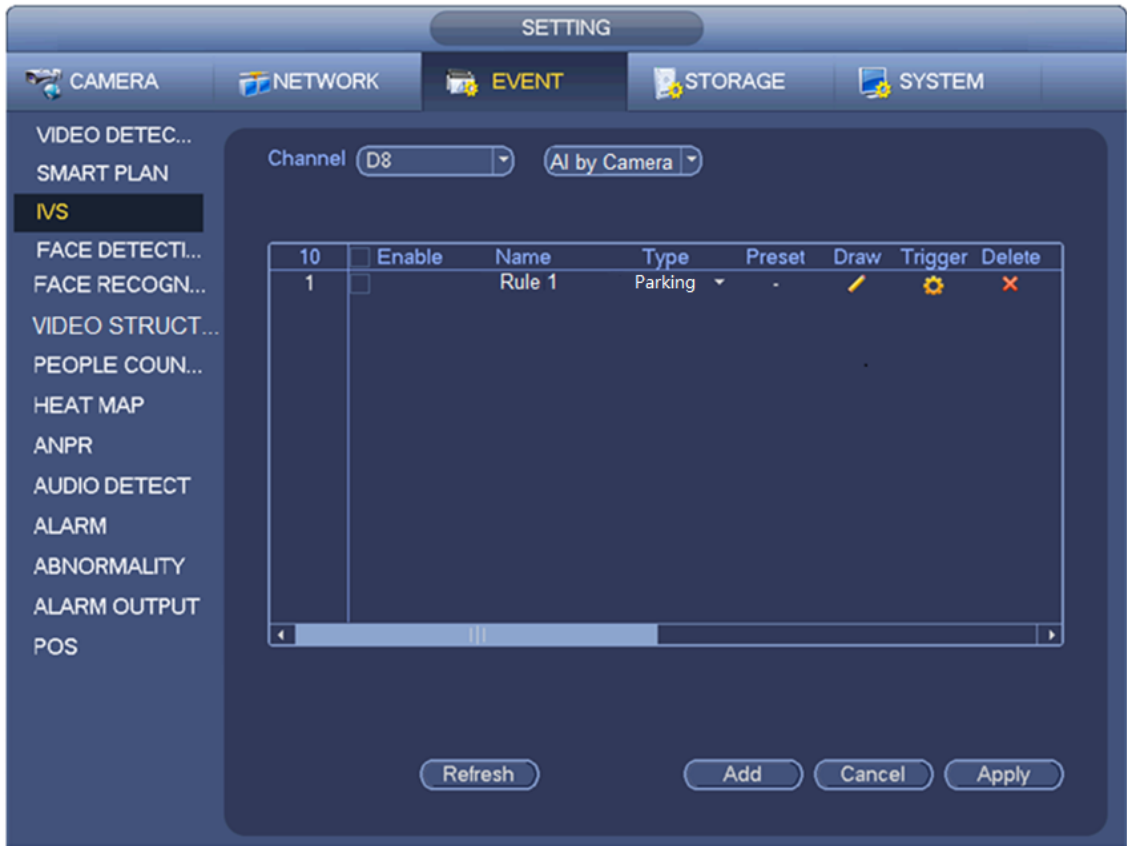 SETTING
CAMERA NETWORK EVENT STORAGE SYSTEM
VIDEO DETEC...
SMART PLAN
IVS
FACE DETECTI...
FACE RECOGN...
VIDEO STRUCT...
PEOPLE COUN...
HEAT MAP
ANPR
AUDIO DETECT
ALARM
ABNORMALITY
ALARM OUTPUT
POS
Channel D8 AI by Camera
10 Enable Name Type Preset Draw Trigger Delete
1 Rule 1 Parking -
Refresh Add Cancel Apply